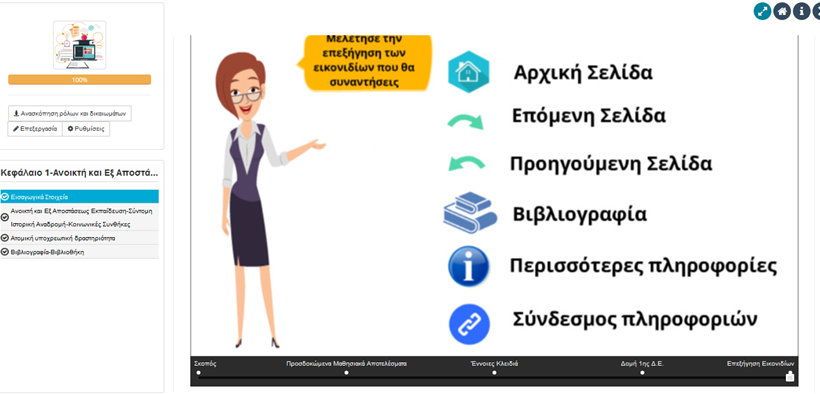 100%
Ανασκόπηση ρόλων και δικαιωμάτων
Επεξεργασία
Ρυθμίσεις
Κεφάλαιο 1-Ανοικτή και Εξ Αποστά...
Εισαγωγικά Στοιχεία
Ανοικτή και Εξ Αποστάσεως Εκπαίδευση-Σύντομη
Ιστορική Αναδρομή-Κοινωνικές Συνθήκες
Ατομική υποχρεωτική δραστηριότητα
Βιβλιογραφία-Βιβλιοθήκη
Μελέτησε την
επεξήγηση των
εικονιδίων που θα
συναντήσεις
Αρχική Σελίδα
Επόμενη Σελίδα
Προηγούμενη Σελίδα
Βιβλιογραφία
Περισσότερες πληροφορίες
Σύνδεσμος πληροφοριών
Σκοπός
Προσδοκώμενα Μαθησιακά Αποτελέσματα
Έννοιες Κλειδιά
Δομή 1ης Δ.Ε.
Επεξήγηση Εικονιδίων